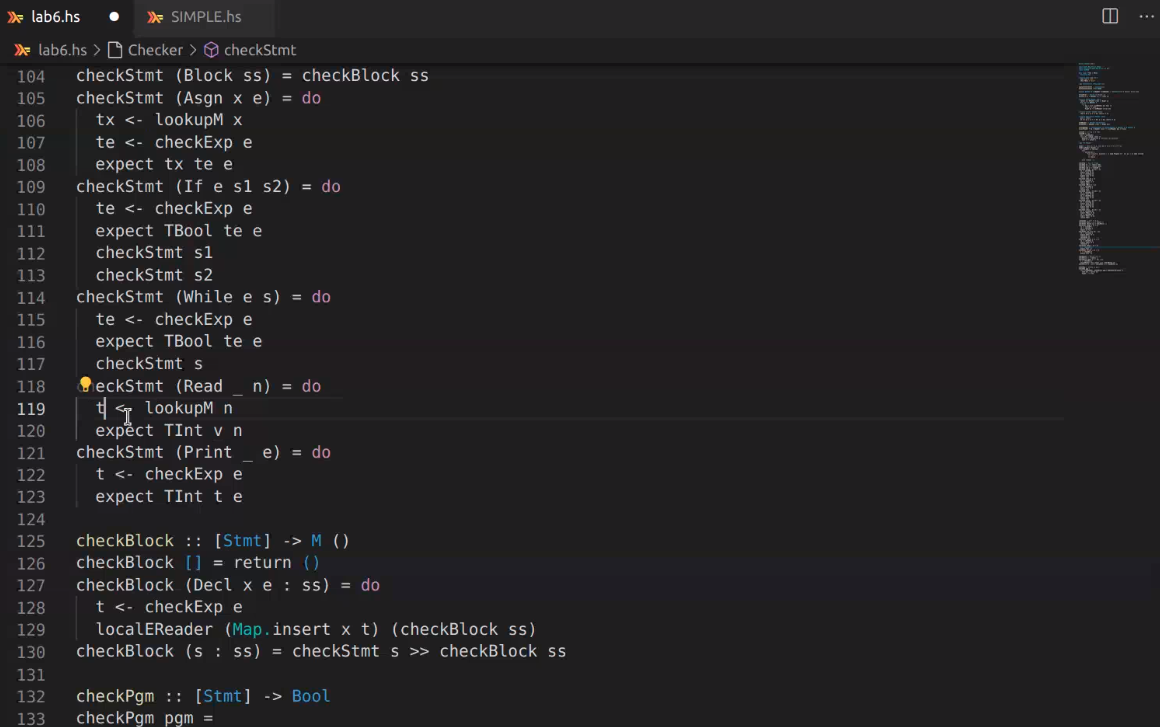 lab6.hs
SIMPLE.hs
lab6.hs > Checker > checkStmt
104 checkStmt (Block ss) = checkBlock ss
105 checkStmt (Asgn x e) = do
106   tx <- lookupM x
107   te <- checkExp e
108   expect tx te e
109 checkStmt (If e s1 s2) = do
110   te <- checkExp e
111   expect TBool te e
112   checkStmt s1
113   checkStmt s2
114 checkStmt (While e s) = do
115   te <- checkExp e
116   expect TBool te e
117   checkStmt s
118 eckStmt (Read _ n) = do
119   t <- lookupM n
120   expect TInt v n
121 checkStmt (Print _ e) = do
122   t <- checkExp e
123   expect TInt t e
124
125 checkBlock :: [Stmt] -> M ()
126 checkBlock [] = return ()
127 checkBlock (Decl x e : ss) = do
128   t <- checkExp e
129   localEReader (Map.insert x t) (checkBlock ss)
130 checkBlock (s : ss) = checkStmt s >> checkBlock ss
131
132 checkPgm :: [Stmt] -> Bool
133 checkPgm pgm =